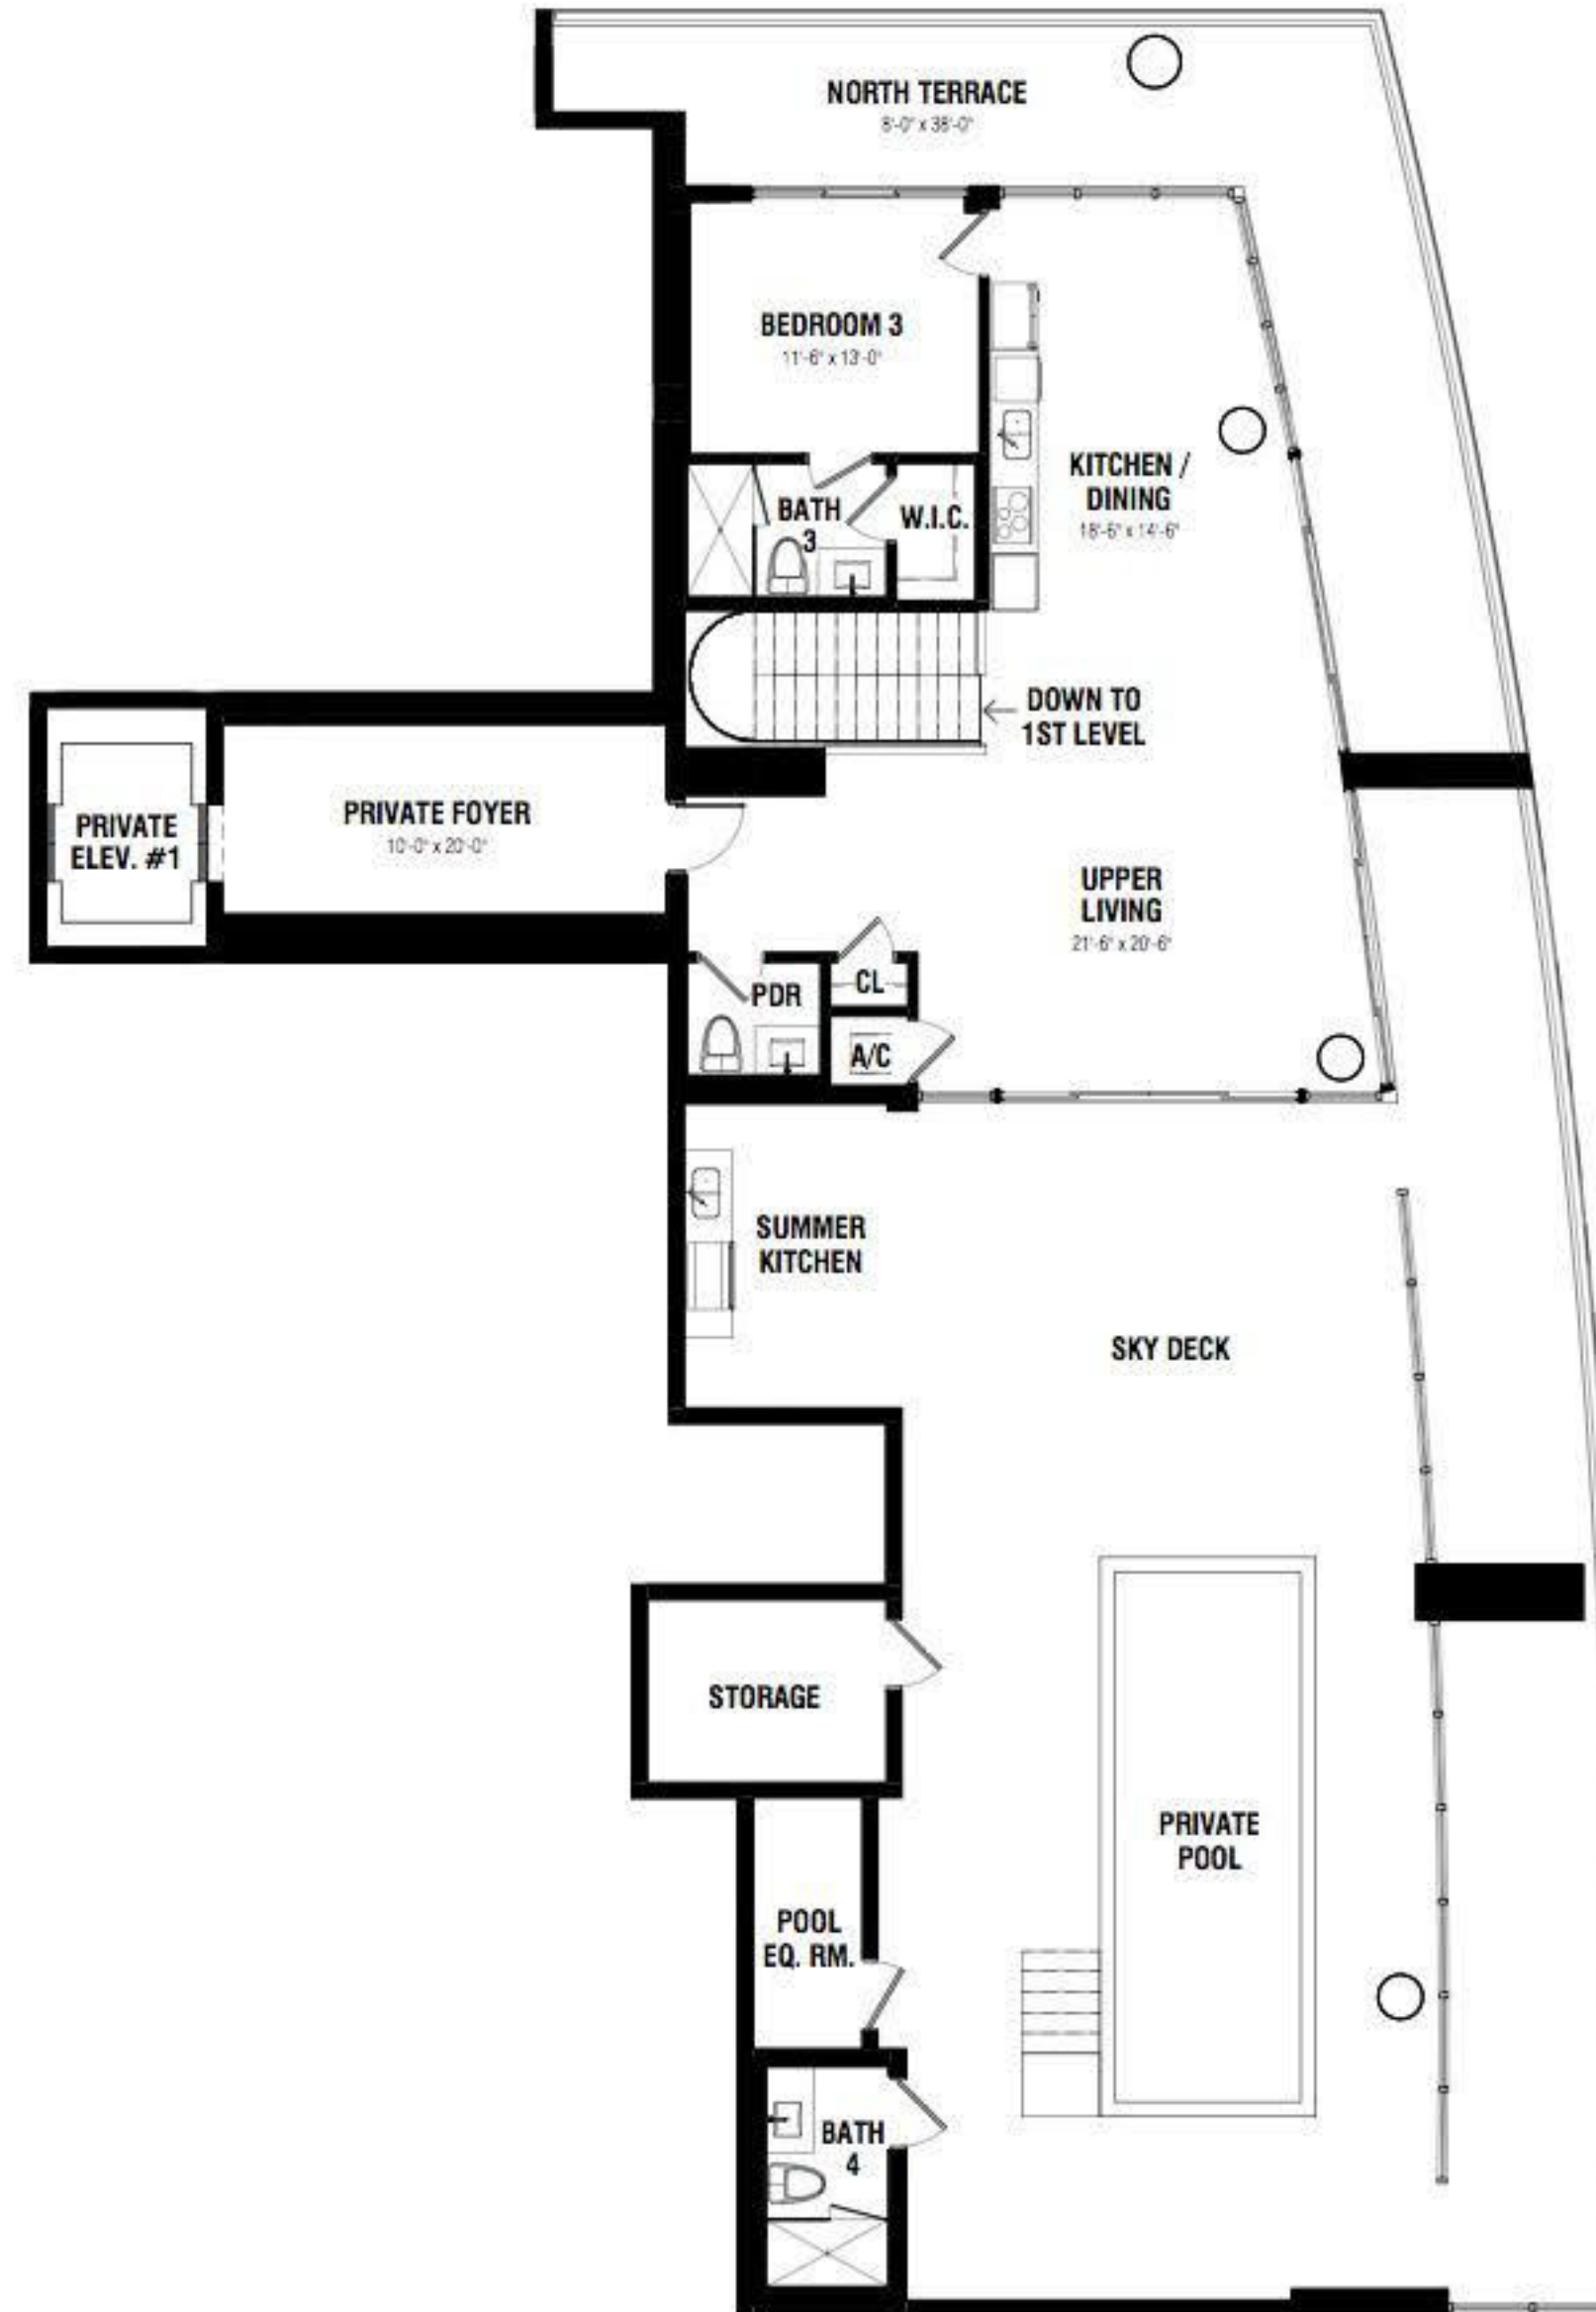 NORTH TERRACE
8'-0" x 38'-0"
BEDROOM 3
11'-6" x 13'-0"
KITCHEN /
DINING
18'-6" x 14'-6"
BATH
3
W.I.C.
DOWN TO
1ST LEVEL
PRIVATE
ELEV. #1
PRIVATE FOYER
10'-0" x 20'-0"
UPPER
LIVING
21'-6" x 20'-6"
PDR
CL
A/C
SUMMER
KITCHEN
SKY DECK
STORAGE
PRIVATE
POOL
POOL
EQ. RM.
BATH
4